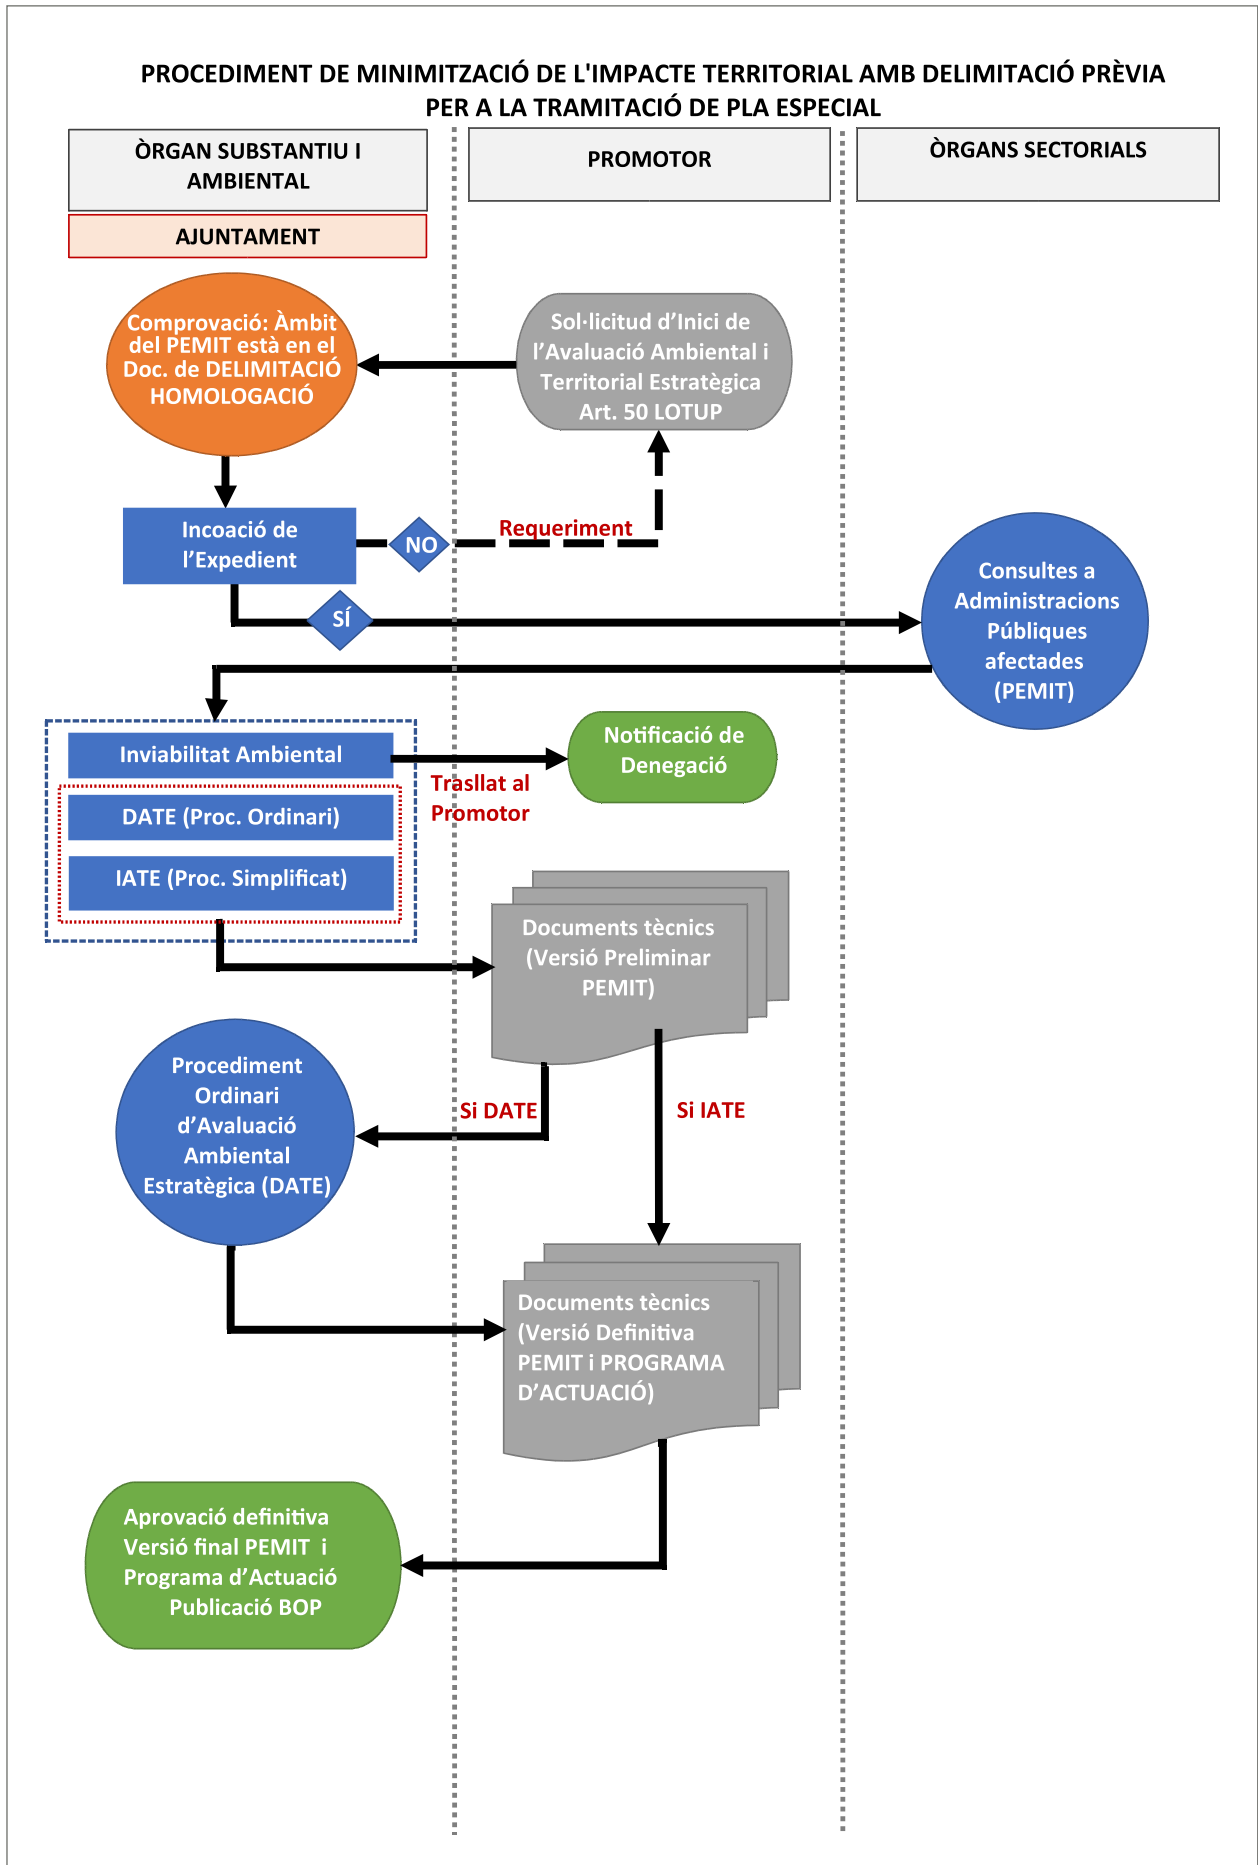 PROCEDIMENT DE MINIMITZACIÓ DE L'IMPACTE TERRITORIAL AMB DELIMITACIÓ PRÈVIA
PER A LA TRAMITACIÓ DE PLA ESPECIAL
ÒRGAN SUBSTANTIU I
AMBIENTAL
PROMOTOR
ÒRGANS SECTORIALS
AJUNTAMENT
Comprovació: Àmbit
del PEMIT està en el
Doc. de DELIMITACIÓ
HOMOLOGACIÓ
Sol·licitud d’Inici de
l’Avaluació Ambiental i
Territorial Estratègica
Art. 50 LOTUP
Incoació de
l’Expedient
NO
Requeriment
SÍ
Consultes a
Administracions
Públiques
afectades
(PEMIT)
Inviabilitat Ambiental
DATE (Proc. Ordinari)
IATE (Proc. Simplificat)
Trasllat al
Promotor
Notificació de
Denegació
Documents tècnics
(Versió Preliminar
PEMIT)
Procediment
Ordinari
d’Avaluació
Ambiental
Estratègica (DATE)
Si DATE
Si IATE
Documents tècnics
(Versió Definitiva
PEMIT i PROGRAMA
D’ACTUACIÓ)
Aprovació definitiva
Versió final PEMIT i
Programa d’Actuació
Publicació BOP